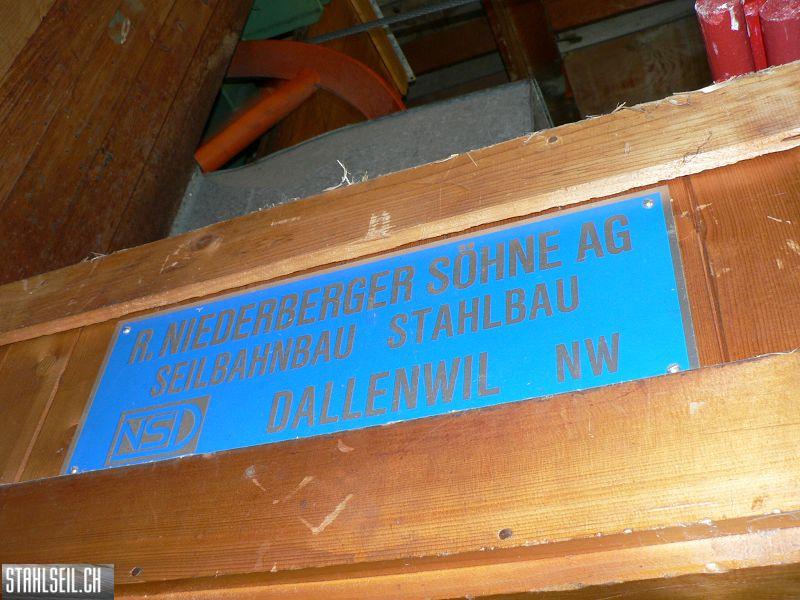 R. NIEDERBERGER SÖHNE AG
SEILBAHNBAU STAHLBAU
NSD DALLENWIL NW
STAHLSEIL.CH